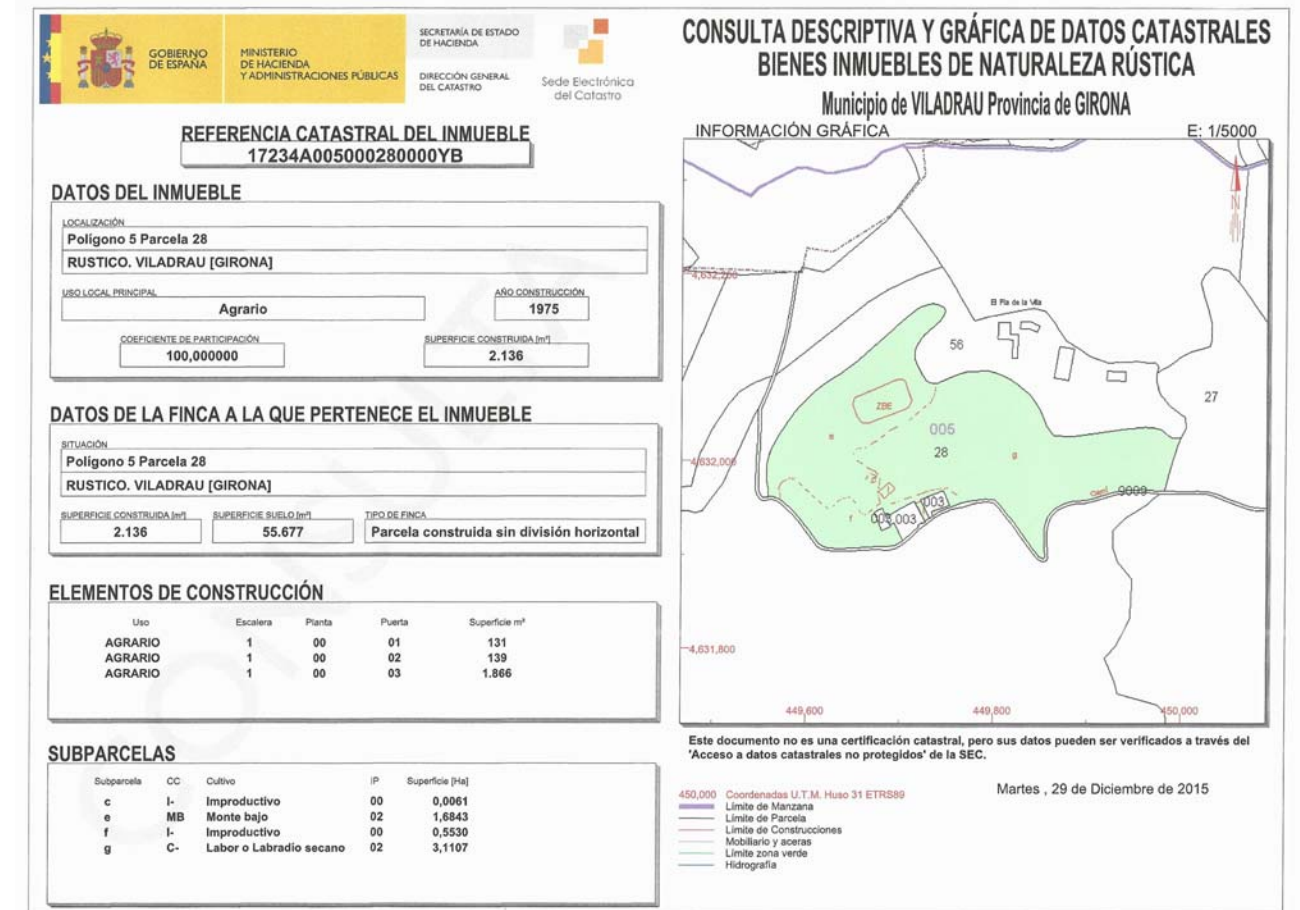 GOBIERNO
DE ESPAÑA
MINISTERIO
DE HACIENDA
Y ADMINISTRACIONES PÚBLICAS
SECRETARÍA DE ESTADO
DE HACIENDA
DIRECCIÓN GENERAL
DEL CATASTRO
Sede Electrónica
del Catastro
REFERENCIA CATASTRAL DEL INMUEBLE
17234A005000280000YB
DATOS DEL INMUEBLE
LOCALIZACIÓN
Polígono 5 Parcela 28
RUSTICO. VILADRAU [GIRONA]
USO LOCAL PRINCIPAL
Agrario
AÑO CONSTRUCCIÓN
1975
COEFICIENTE DE PARTICIPACIÓN
100,000000
SUPERFICIE CONSTRUIDA [m²]
2.136
DATOS DE LA FINCA A LA QUE PERTENECE EL INMUEBLE
SITUACIÓN
Polígono 5 Parcela 28
RUSTICO. VILADRAU [GIRONA]
SUPERFICIE CONSTRUIDA [m²] SUPERFICIE SUELO [m²] TIPO DE FINCA
2.136 55.677 Parcela construida sin división horizontal
ELEMENTOS DE CONSTRUCCIÓN
Uso Escalera Planta Puerta Superficie m²
AGRARIO 1 00 01 131
AGRARIO 1 00 02 139
AGRARIO 1 00 03 1.866
SUBPARCELAS
Subparcela CC Cultivo IP Superficie [Ha]
c I- Improductivo 00 0,0061
e MB Monte bajo 02 1,6843
f I- Improductivo 00 0,5530
g C- Labor o Labradío secano 02 3,1107
CONSULTA
CONSULTA DESCRIPTIVA Y GRÁFICA DE DATOS CATASTRALES
BIENES INMUEBLES DE NATURALEZA RÚSTICA
Municipio de VILADRAU Provincia de GIRONA
INFORMACIÓN GRÁFICA E: 1/5000
N
4,632,200
El Pla de la Vila
56
27
ZBE
005
e
28
g
4,632,000
9009
003
f
003
003
4,631,800
449,600 449,800 450,000
Este documento no es una certificación catastral, pero sus datos pueden ser verificados a través del
'Acceso a datos catastrales no protegidos' de la SEC.
Martes , 29 de Diciembre de 2015
450,000 Coordenadas U.T.M. Huso 31 ETRS89
Límite de Manzana
Límite de Parcela
Límite de Construcciones
Mobiliario y aceras
Límite zona verde
Hidrografía